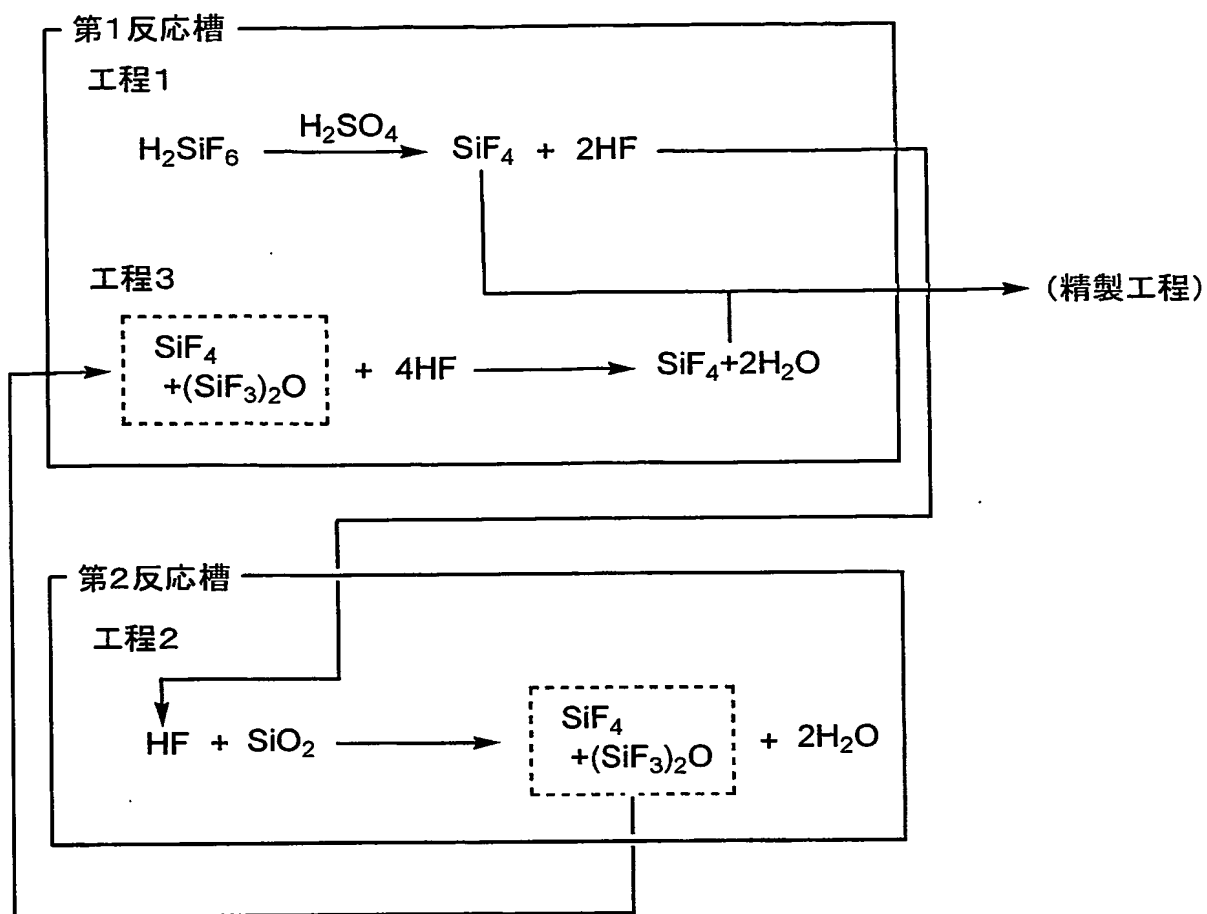 第1反応槽
工程1
H₂SiF₆ H₂SO₄ SiF₄ + 2HF
工程3
(精製工程)
SiF₄
+(SiF₃)₂O + 4HF SiF₄+2H₂O
第2反応槽
工程2
HF + SiO₂ SiF₄
+(SiF₃)₂O + 2H₂O